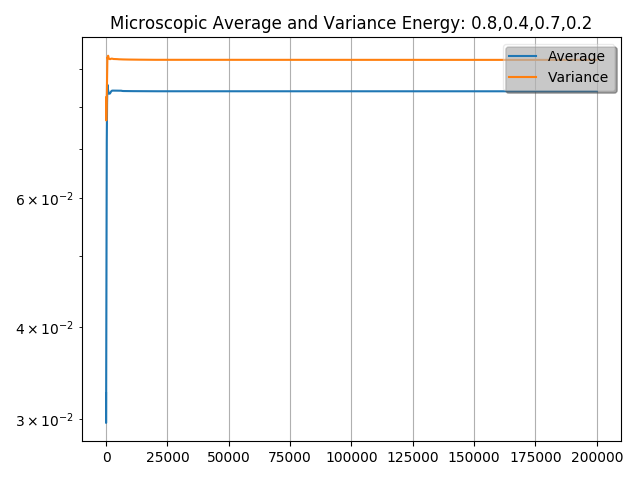 Microscopic Average and Variance Energy: 0.8,0.4,0.7,0.2
Average
Variance
6 × 10⁻²
4 × 10⁻²
3 × 10⁻²
0 25000 50000 75000 100000 125000 150000 175000 200000